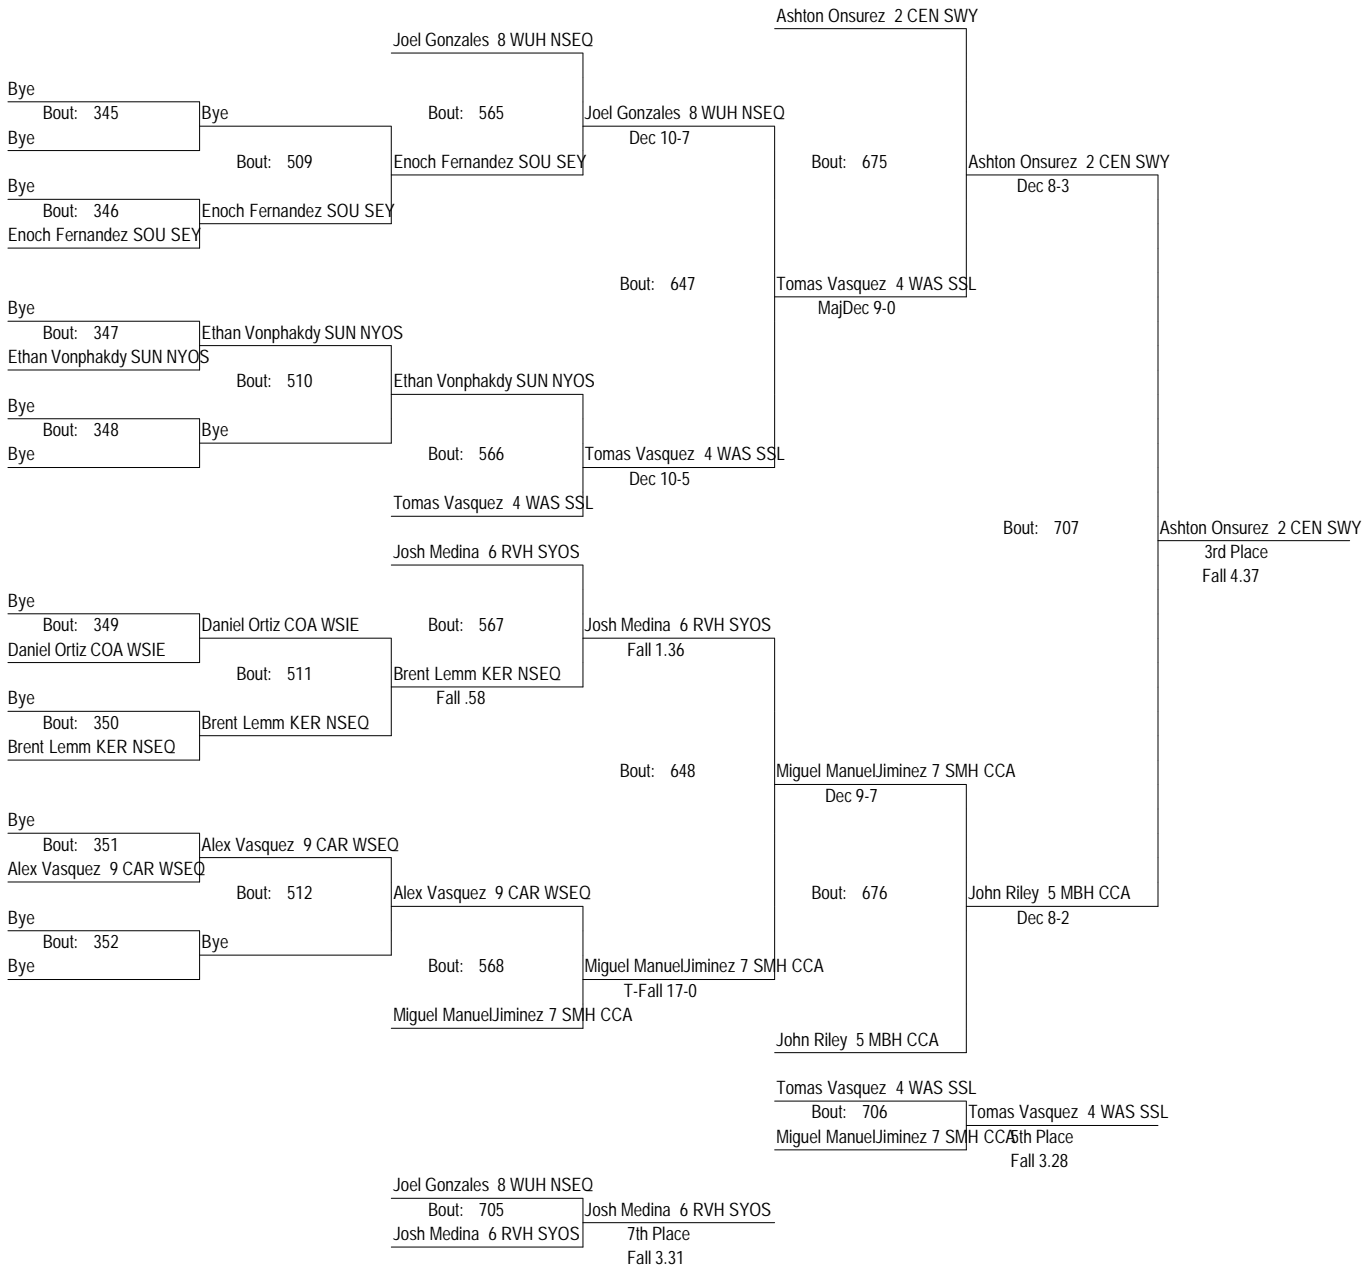 Ashton Onsurez 2 CEN SWY
Joel Gonzales 8 WUH NSEQ
Bye
Bout: 345
Bye
Bout: 565
Joel Gonzales 8 WUH NSEQ
Bye
Dec 10-7
Bout: 509
Enoch Fernandez SOU SEY
Bout: 675
Ashton Onsurez 2 CEN SWY
Bye
Dec 8-3
Bout: 346
Enoch Fernandez SOU SEY
Enoch Fernandez SOU SEY
Bout: 647
Tomas Vasquez 4 WAS SSL
Bye
MajDec 9-0
Bout: 347
Ethan Vonphakdy SUN NYOS
Ethan Vonphakdy SUN NYOS
Bout: 510
Ethan Vonphakdy SUN NYOS
Bye
Bout: 348
Bye
Bye
Bout: 566
Tomas Vasquez 4 WAS SSL
Dec 10-5
Tomas Vasquez 4 WAS SSL
Bout: 707
Ashton Onsurez 2 CEN SWY
Josh Medina 6 RVH SYOS
3rd Place
Fall 4.37
Bye
Bout: 349
Daniel Ortiz COA WSIE
Bout: 567
Josh Medina 6 RVH SYOS
Daniel Ortiz COA WSIE
Fall 1.36
Bout: 511
Brent Lemm KER NSEQ
Bye
Fall .58
Bout: 350
Brent Lemm KER NSEQ
Brent Lemm KER NSEQ
Bout: 648
Miguel ManuelJiminez 7 SMH CCA
Dec 9-7
Bye
Bout: 351
Alex Vasquez 9 CAR WSEQ
Alex Vasquez 9 CAR WSEQ
Bout: 512
Alex Vasquez 9 CAR WSEQ
Bout: 676
John Riley 5 MBH CCA
Bye
Dec 8-2
Bout: 352
Bye
Bye
Bout: 568
Miguel ManuelJiminez 7 SMH CCA
T-Fall 17-0
Miguel ManuelJiminez 7 SMH CCA
John Riley 5 MBH CCA
Tomas Vasquez 4 WAS SSL
Bout: 706
Tomas Vasquez 4 WAS SSL
Miguel ManuelJiminez 7 SMH CCA
5th Place
Fall 3.28
Joel Gonzales 8 WUH NSEQ
Bout: 705
Josh Medina 6 RVH SYOS
Josh Medina 6 RVH SYOS
7th Place
Fall 3.31